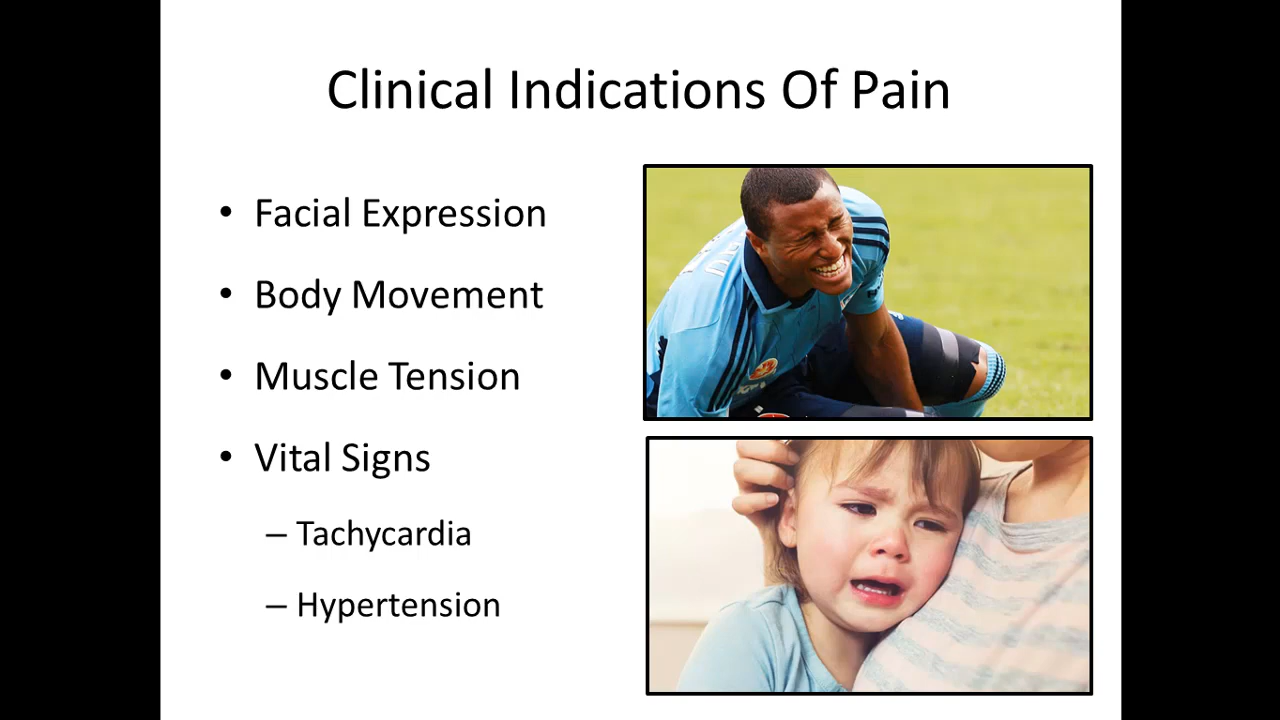 Clinical Indications Of Pain
• Facial Expression
• Body Movement
• Muscle Tension
• Vital Signs
– Tachycardia
– Hypertension